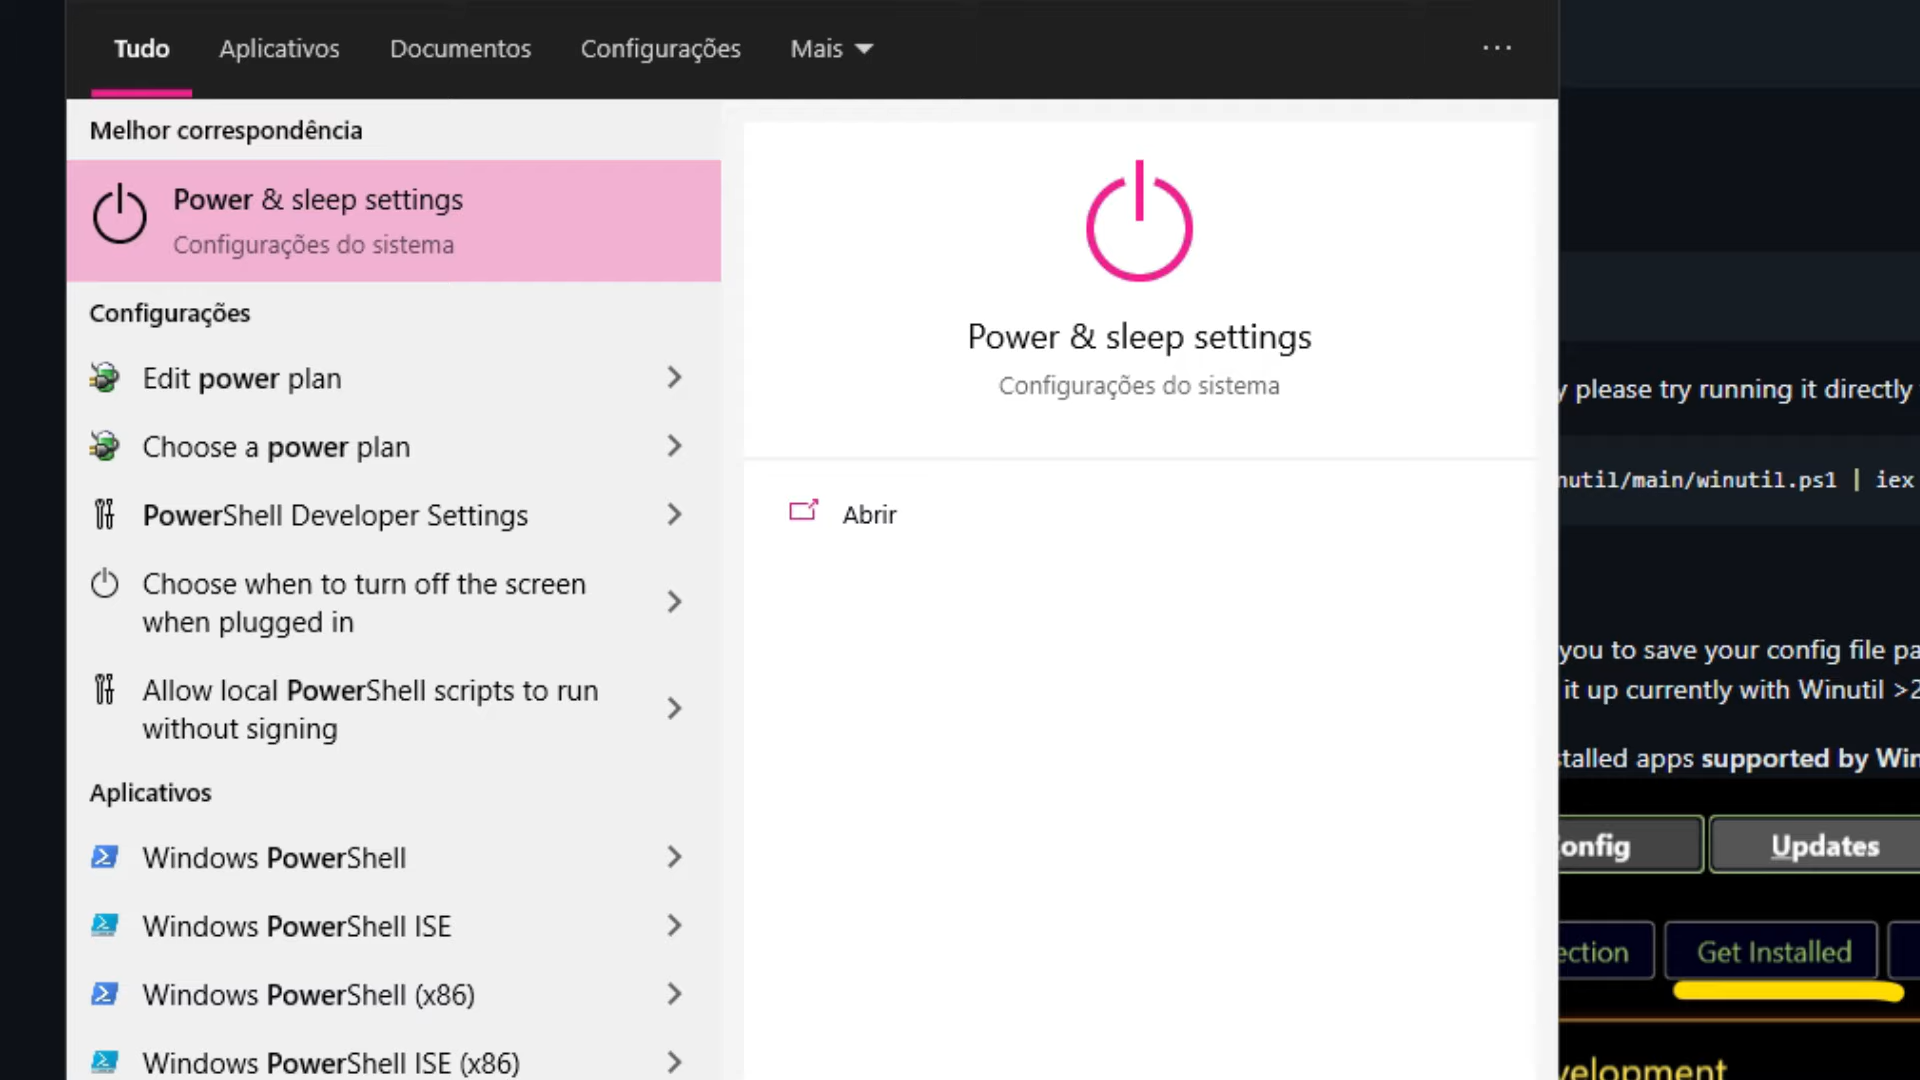 Tudo
Aplicativos
Documentos
Configurações
Mais
Melhor correspondência
Power & sleep settings
Configurações do sistema
Configurações
Edit power plan
Choose a power plan
PowerShell Developer Settings
Choose when to turn off the screen
when plugged in
Allow local PowerShell scripts to run
without signing
Aplicativos
Windows PowerShell
Windows PowerShell ISE
Windows PowerShell (x86)
Windows PowerShell ISE (x86)
Power & sleep settings
Configurações do sistema
Abrir
y please try running it directly
nutil/main/winutil.ps1 | iex
you to save your config file pa
it up currently with Winutil >2
stalled apps supported by Win
onfig
Updates
ection
Get Installed
velopment